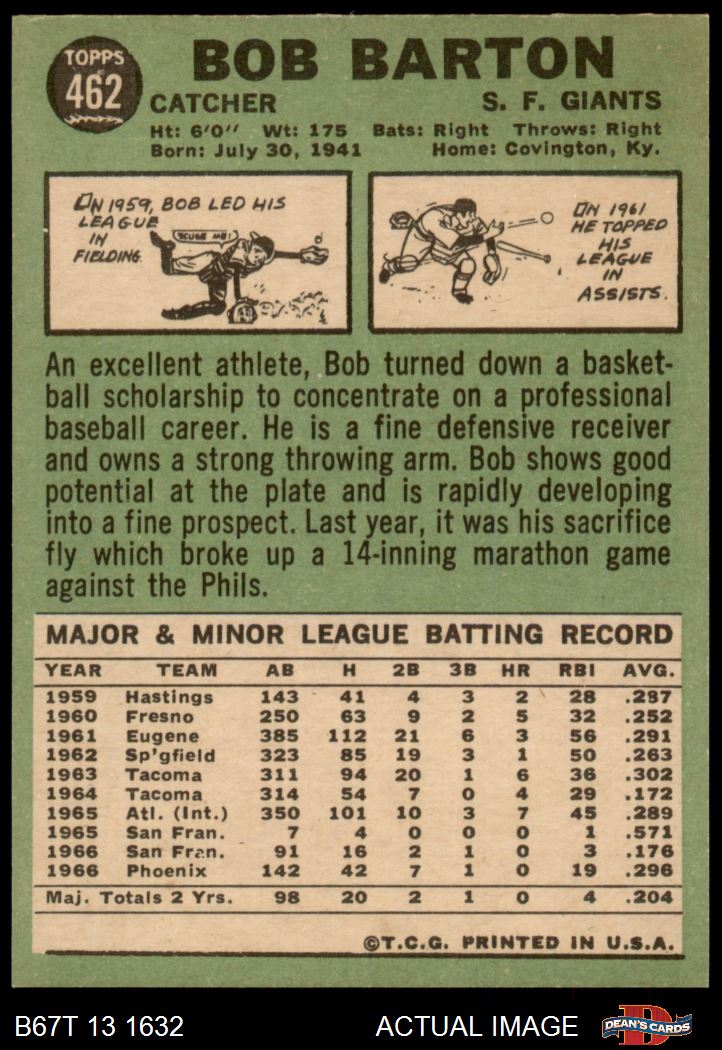 TOPPS
462
BOB BARTON
CATCHER S. F. GIANTS
Ht: 6'0" Wt: 175 Bats: Right Throws: Right
Born: July 30, 1941 Home: Covington, Ky.
IN 1959, BOB LED HIS
LEAGUE
IN
FIELDING.
'SCUSE ME!
IN 1961
HE TOPPED
HIS
LEAGUE
IN
ASSISTS.
An excellent athlete, Bob turned down a basket-
ball scholarship to concentrate on a professional
baseball career. He is a fine defensive receiver
and owns a strong throwing arm. Bob shows good
potential at the plate and is rapidly developing
into a fine prospect. Last year, it was his sacrifice
fly which broke up a 14-inning marathon game
against the Phils.
MAJOR & MINOR LEAGUE BATTING RECORD
YEAR TEAM AB H 2B 3B HR RBI AVG.
1959 Hastings 143 41 4 3 2 28 .287
1960 Fresno 250 63 9 2 5 32 .252
1961 Eugene 385 112 21 6 3 56 .291
1962 Sp'gfield 323 85 19 3 1 50 .263
1963 Tacoma 311 94 20 1 6 36 .302
1964 Tacoma 314 54 7 0 4 29 .172
1965 Atl. (Int.) 350 101 10 3 7 45 .289
1965 San Fran. 7 4 0 0 0 1 .571
1966 San Fran. 91 16 2 1 0 3 .176
1966 Phoenix 142 42 7 1 0 19 .296
Maj. Totals 2 Yrs. 98 20 2 1 0 4 .204
©T.C.G. PRINTED IN U.S.A.
B67T 13 1632 ACTUAL IMAGE
DEAN'S CARDS